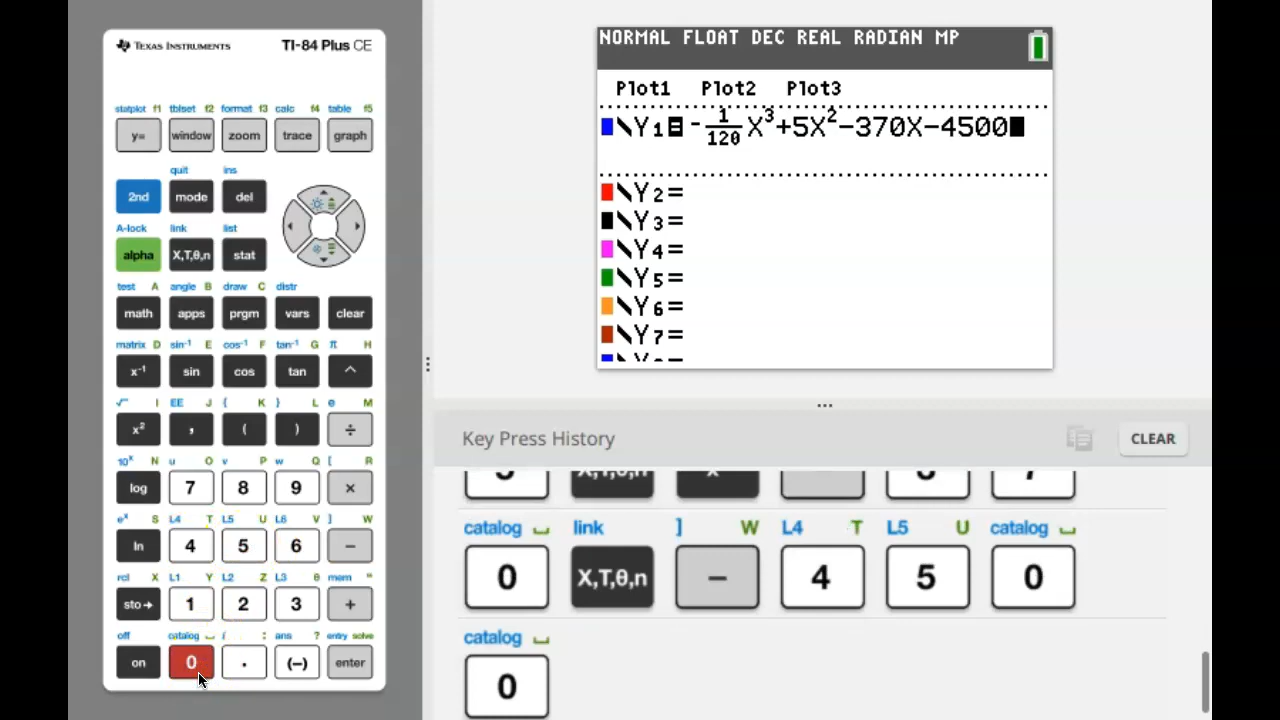 TEXAS INSTRUMENTS TI-84 Plus CE
statplot f1 tblset f2 format f3 calc f4 table f5
y= window zoom trace graph
quit ins
2nd mode del
A-lock link list
alpha X,T,θ,n stat
test A angle B draw C distr
math apps prgm vars clear
matrix D sin⁻¹ E cos⁻¹ F tan⁻¹ G π H
x⁻¹ sin cos tan ^
√ I EE J { K } L e M
x² , ( ) ÷
10ˣ N u O v P w Q [ R
log 7 8 9 ×
eˣ S L4 T L5 U L6 V ] W
ln 4 5 6 −
rcl X L1 Y L2 Z L3 θ mem "
sto→ 1 2 3 +
off catalog ⎵ i : ans ? entry solve
on 0 . (−) enter
NORMAL FLOAT DEC REAL RADIAN MP
Plot1 Plot2 Plot3
\Y1=-1/120X³+5X²−370X−4500
\Y2=
\Y3=
\Y4=
\Y5=
\Y6=
\Y7=
Key Press History
CLEAR
X,T,θ,n
catalog ⎵ link ] W L4 T L5 U catalog ⎵
0 X,T,θ,n − 4 5 0
catalog ⎵
0